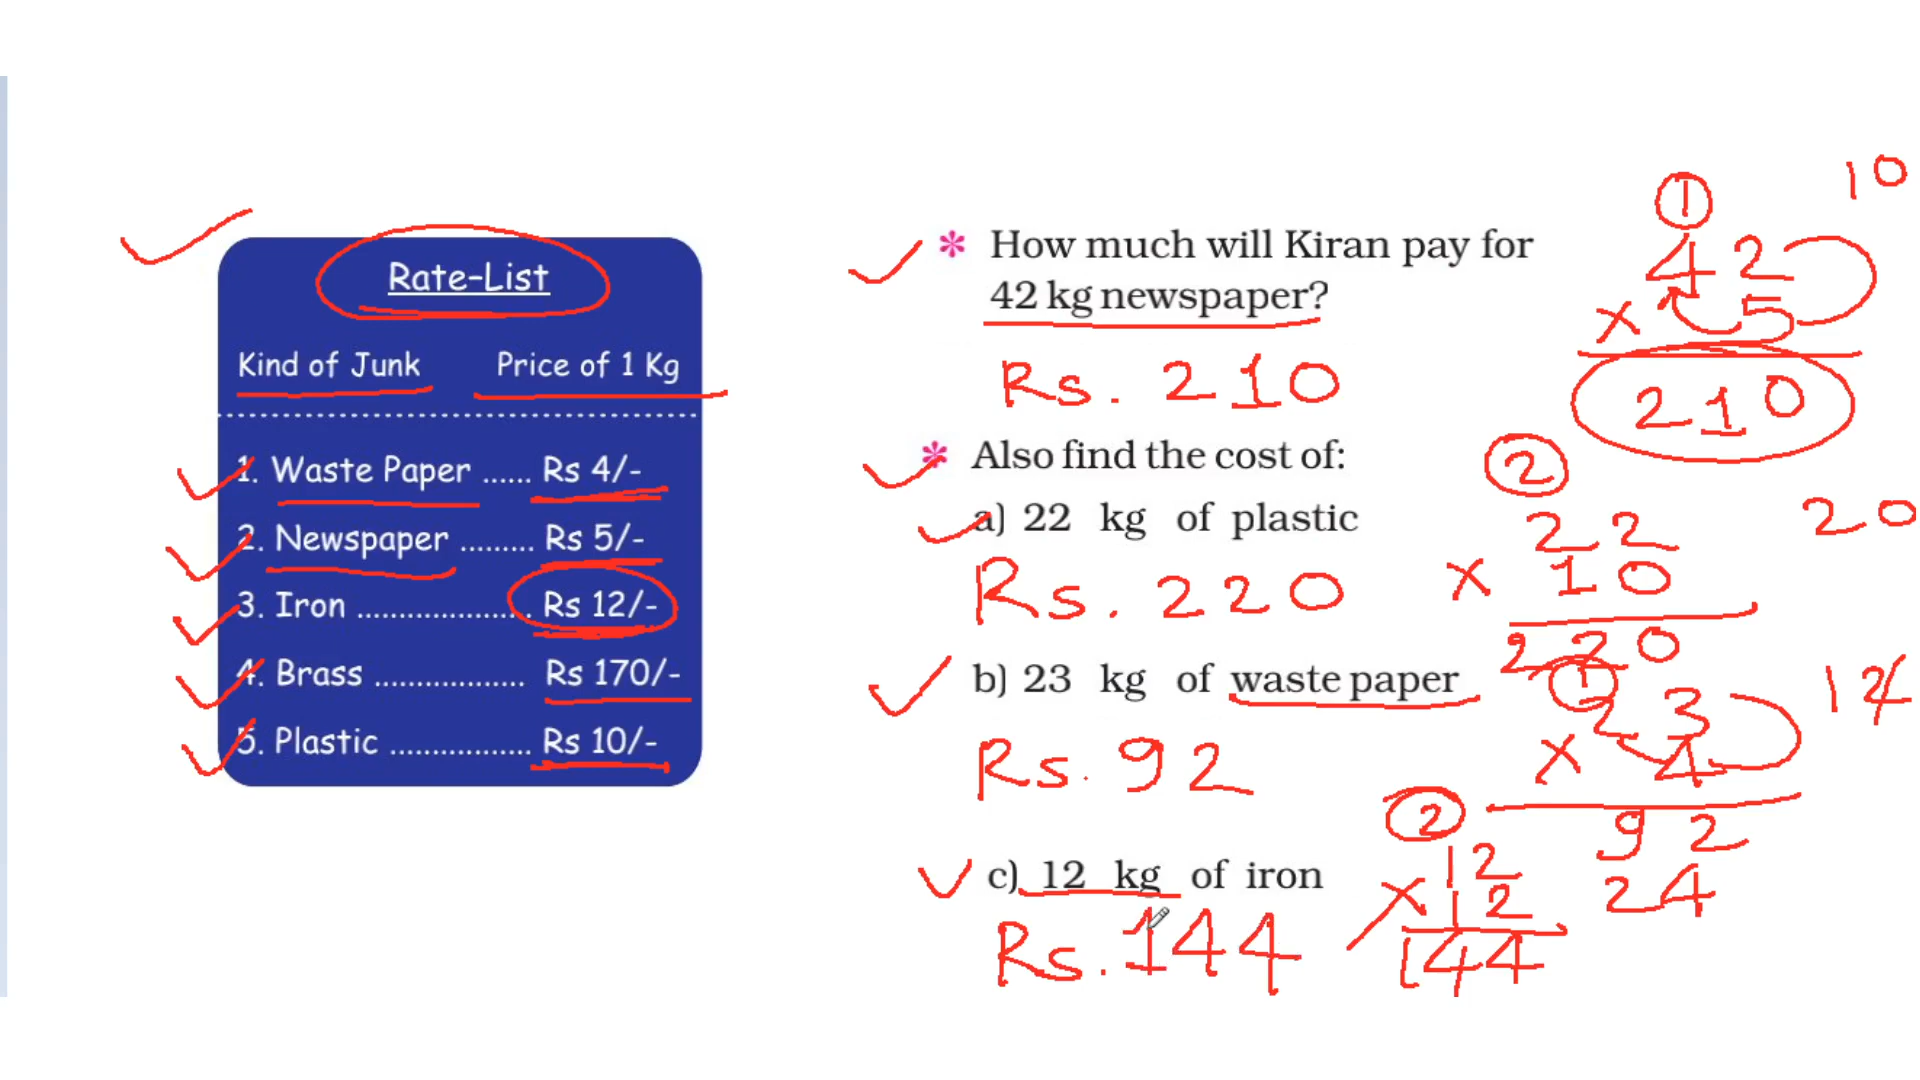 Rate-List
Kind of Junk Price of 1 Kg
1. Waste Paper ...... Rs 4/-
2. Newspaper ......... Rs 5/-
3. Iron ..................... Rs 12/-
4. Brass .................. Rs 170/-
5. Plastic ................. Rs 10/-
* How much will Kiran pay for
42 kg newspaper?
Rs. 210
* Also find the cost of:
a) 22 kg of plastic
Rs. 220
b) 23 kg of waste paper
Rs. 92
c) 12 kg of iron
Rs. 144
10
1
42
x 5
210
2
20
22
x 10
220
1
12
23
x 4
92
2
24
12
x 12
144